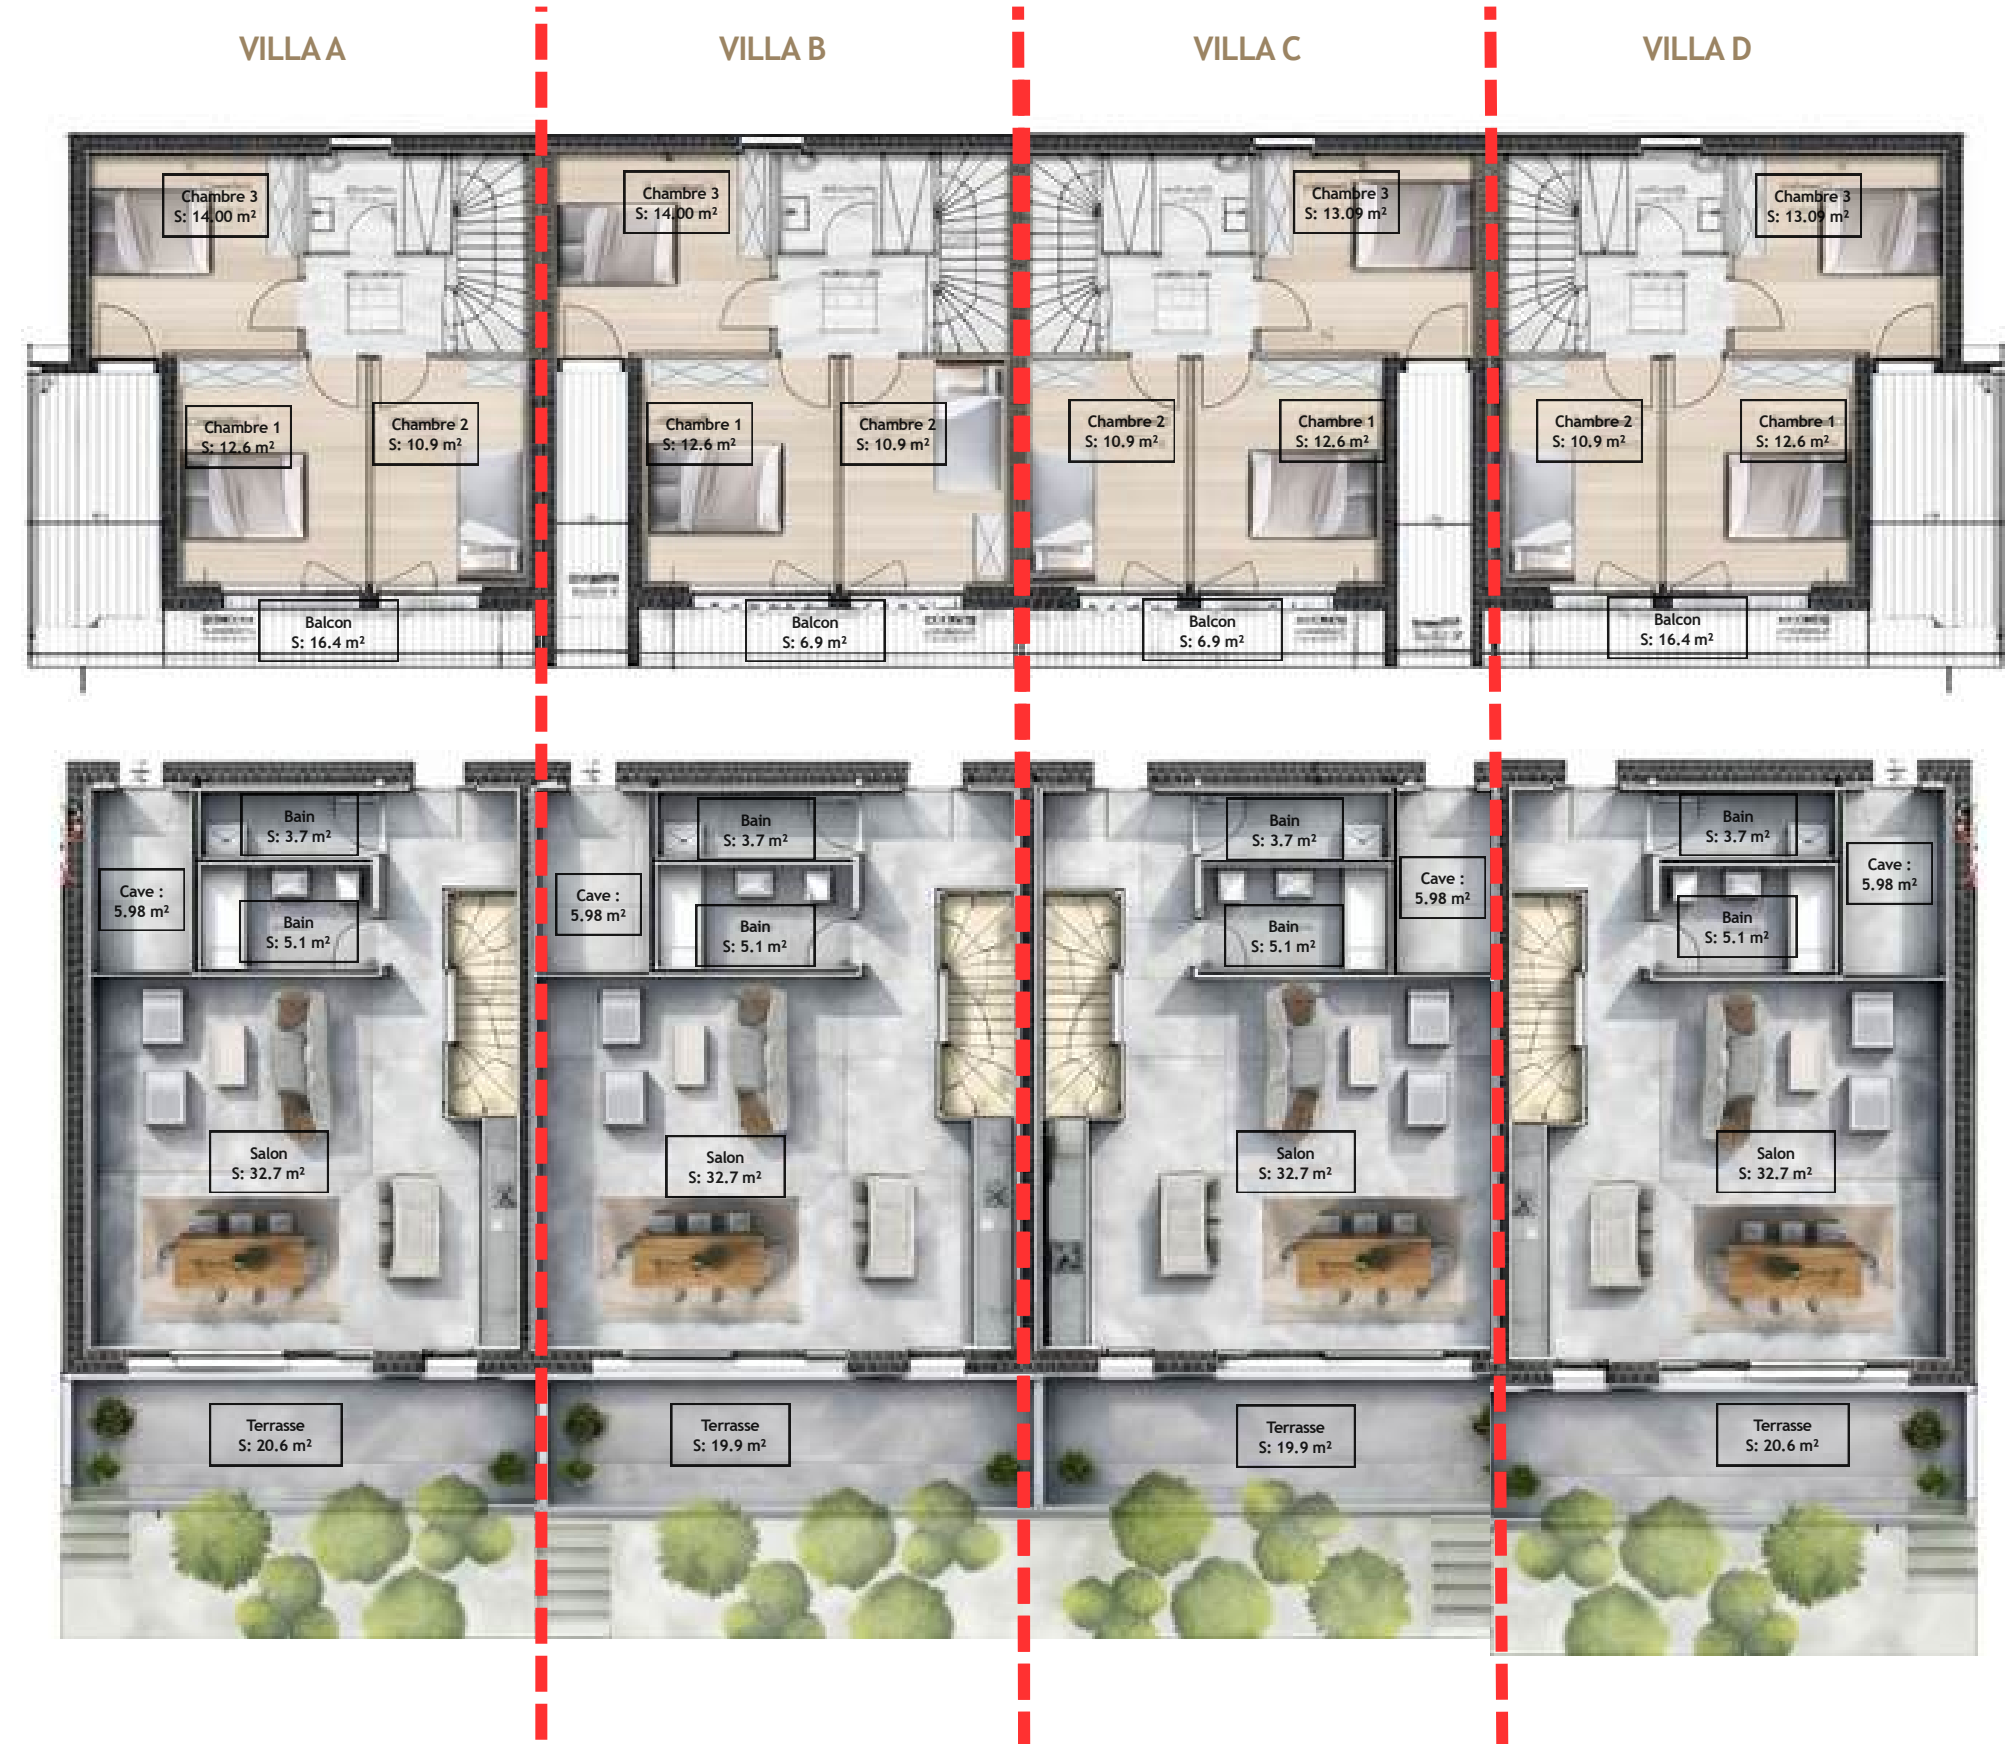 VILLA A
VILLA B
VILLA C
VILLA D
Chambre 3
S: 14.00 m²
Chambre 3
S: 14.00 m²
Chambre 3
S: 13.09 m²
Chambre 3
S: 13.09 m²
Chambre 1
S: 12.6 m²
Chambre 2
S: 10.9 m²
Chambre 1
S: 12.6 m²
Chambre 2
S: 10.9 m²
Chambre 2
S: 10.9 m²
Chambre 1
S: 12.6 m²
Chambre 2
S: 10.9 m²
Chambre 1
S: 12.6 m²
Balcon
S: 16.4 m²
Balcon
S: 6.9 m²
Balcon
S: 6.9 m²
Balcon
S: 16.4 m²
Bain
S: 3.7 m²
Bain
S: 3.7 m²
Bain
S: 3.7 m²
Bain
S: 3.7 m²
Cave :
5.98 m²
Bain
S: 5.1 m²
Cave :
5.98 m²
Bain
S: 5.1 m²
Bain
S: 5.1 m²
Cave :
5.98 m²
Bain
S: 5.1 m²
Cave :
5.98 m²
Salon
S: 32.7 m²
Salon
S: 32.7 m²
Salon
S: 32.7 m²
Salon
S: 32.7 m²
Terrasse
S: 20.6 m²
Terrasse
S: 19.9 m²
Terrasse
S: 19.9 m²
Terrasse
S: 20.6 m²